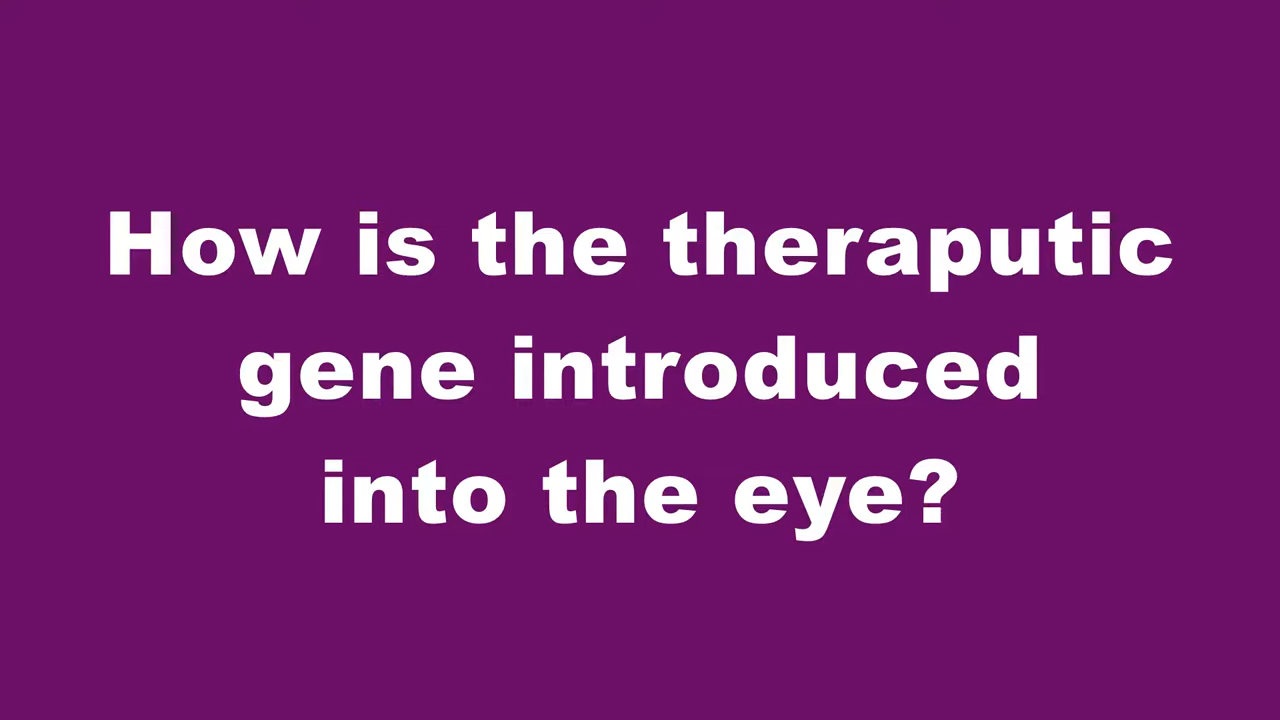 How is the theraputic
gene introduced
into the eye?